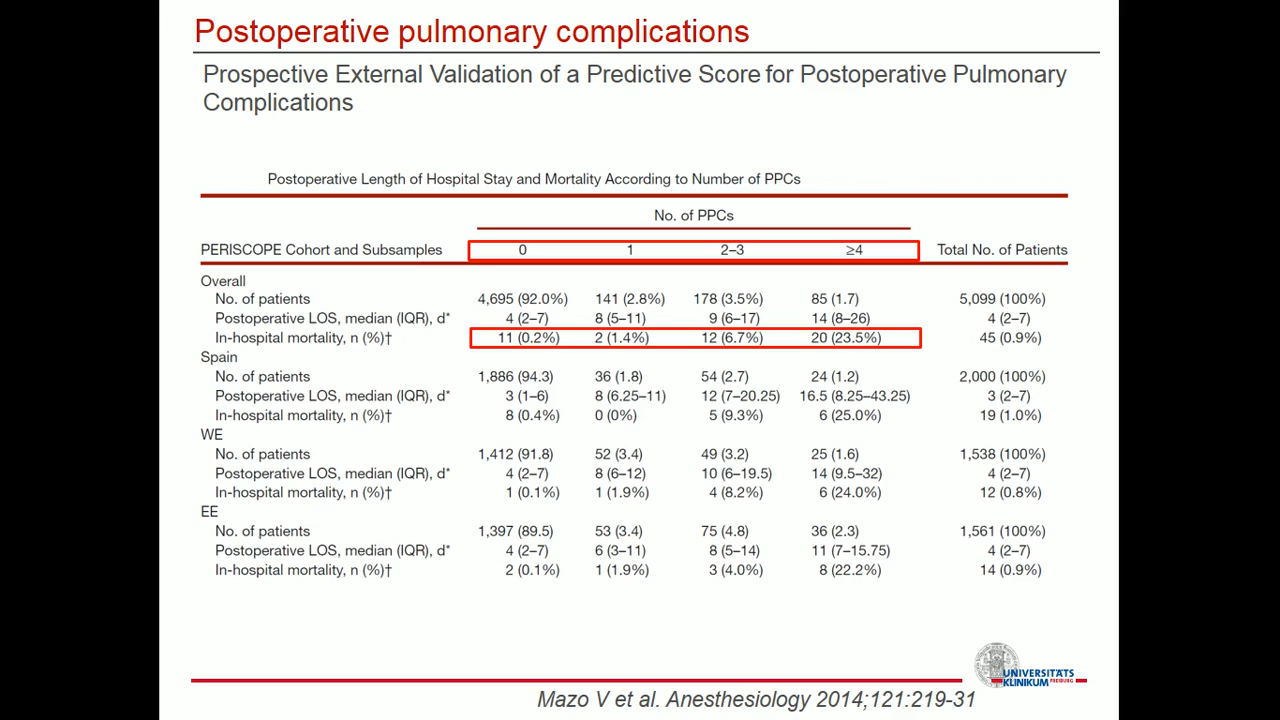 Postoperative pulmonary complications
Prospective External Validation of a Predictive Score for Postoperative Pulmonary
Complications
Postoperative Length of Hospital Stay and Mortality According to Number of PPCs
No. of PPCs
PERISCOPE Cohort and Subsamples 0 1 2–3 ≥4 Total No. of Patients
Overall
No. of patients 4,695 (92.0%) 141 (2.8%) 178 (3.5%) 85 (1.7) 5,099 (100%)
Postoperative LOS, median (IQR), d* 4 (2–7) 8 (5–11) 9 (6–17) 14 (8–26) 4 (2–7)
In-hospital mortality, n (%)† 11 (0.2%) 2 (1.4%) 12 (6.7%) 20 (23.5%) 45 (0.9%)
Spain
No. of patients 1,886 (94.3) 36 (1.8) 54 (2.7) 24 (1.2) 2,000 (100%)
Postoperative LOS, median (IQR), d* 3 (1–6) 8 (6.25–11) 12 (7–20.25) 16.5 (8.25–43.25) 3 (2–7)
In-hospital mortality, n (%)† 8 (0.4%) 0 (0%) 5 (9.3%) 6 (25.0%) 19 (1.0%)
WE
No. of patients 1,412 (91.8) 52 (3.4) 49 (3.2) 25 (1.6) 1,538 (100%)
Postoperative LOS, median (IQR), d* 4 (2–7) 8 (6–12) 10 (6–19.5) 14 (9.5–32) 4 (2–7)
In-hospital mortality, n (%)† 1 (0.1%) 1 (1.9%) 4 (8.2%) 6 (24.0%) 12 (0.8%)
EE
No. of patients 1,397 (89.5) 53 (3.4) 75 (4.8) 36 (2.3) 1,561 (100%)
Postoperative LOS, median (IQR), d* 4 (2–7) 6 (3–11) 8 (5–14) 11 (7–15.75) 4 (2–7)
In-hospital mortality, n (%)† 2 (0.1%) 1 (1.9%) 3 (4.0%) 8 (22.2%) 14 (0.9%)
UNIVERSITÄTS
KLINIKUM FREIBURG
Mazo V et al. Anesthesiology 2014;121:219-31